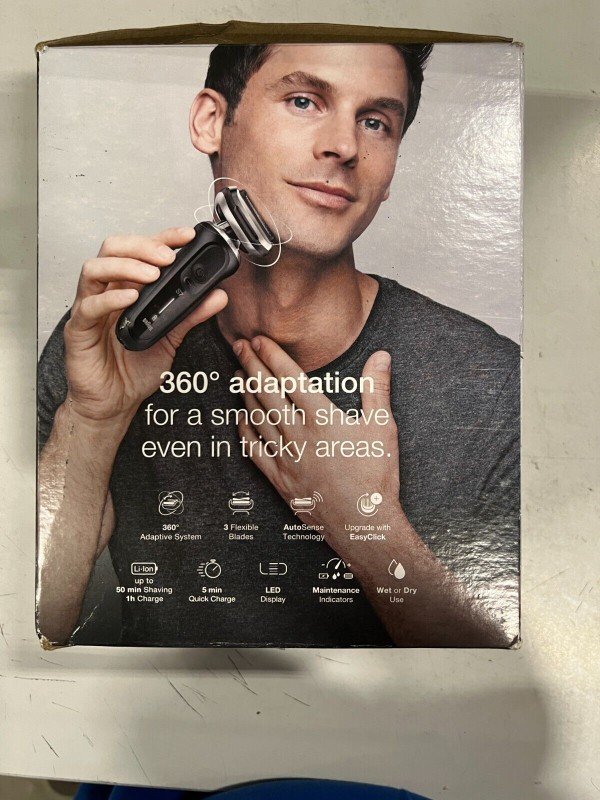 360° adaptation
for a smooth shave
even in tricky areas.
360°
Adaptive System
3 Flexible
Blades
AutoSense
Technology
Upgrade with
EasyClick
Li-Ion
up to
50 min Shaving
1h Charge
5 min
Quick Charge
LED
LED
Display
Maintenance
Indicators
Wet or Dry
Use